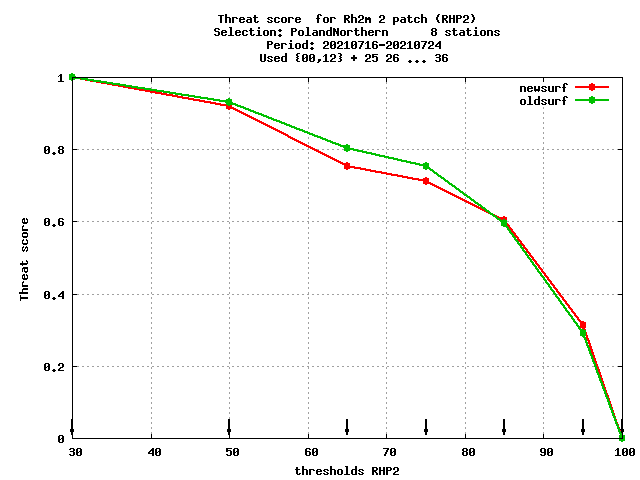 Threat score  for Rh2m 2 patch (RHP2)
Selection: PolandNorthern      8 stations
Period: 20210716-20210724
Used {00,12} + 25 26 ... 36
newsurf
oldsurf
1
0.8
0.6
0.4
0.2
0
Threat score
30 40 50 60 70 80 90 100
thresholds RHP2